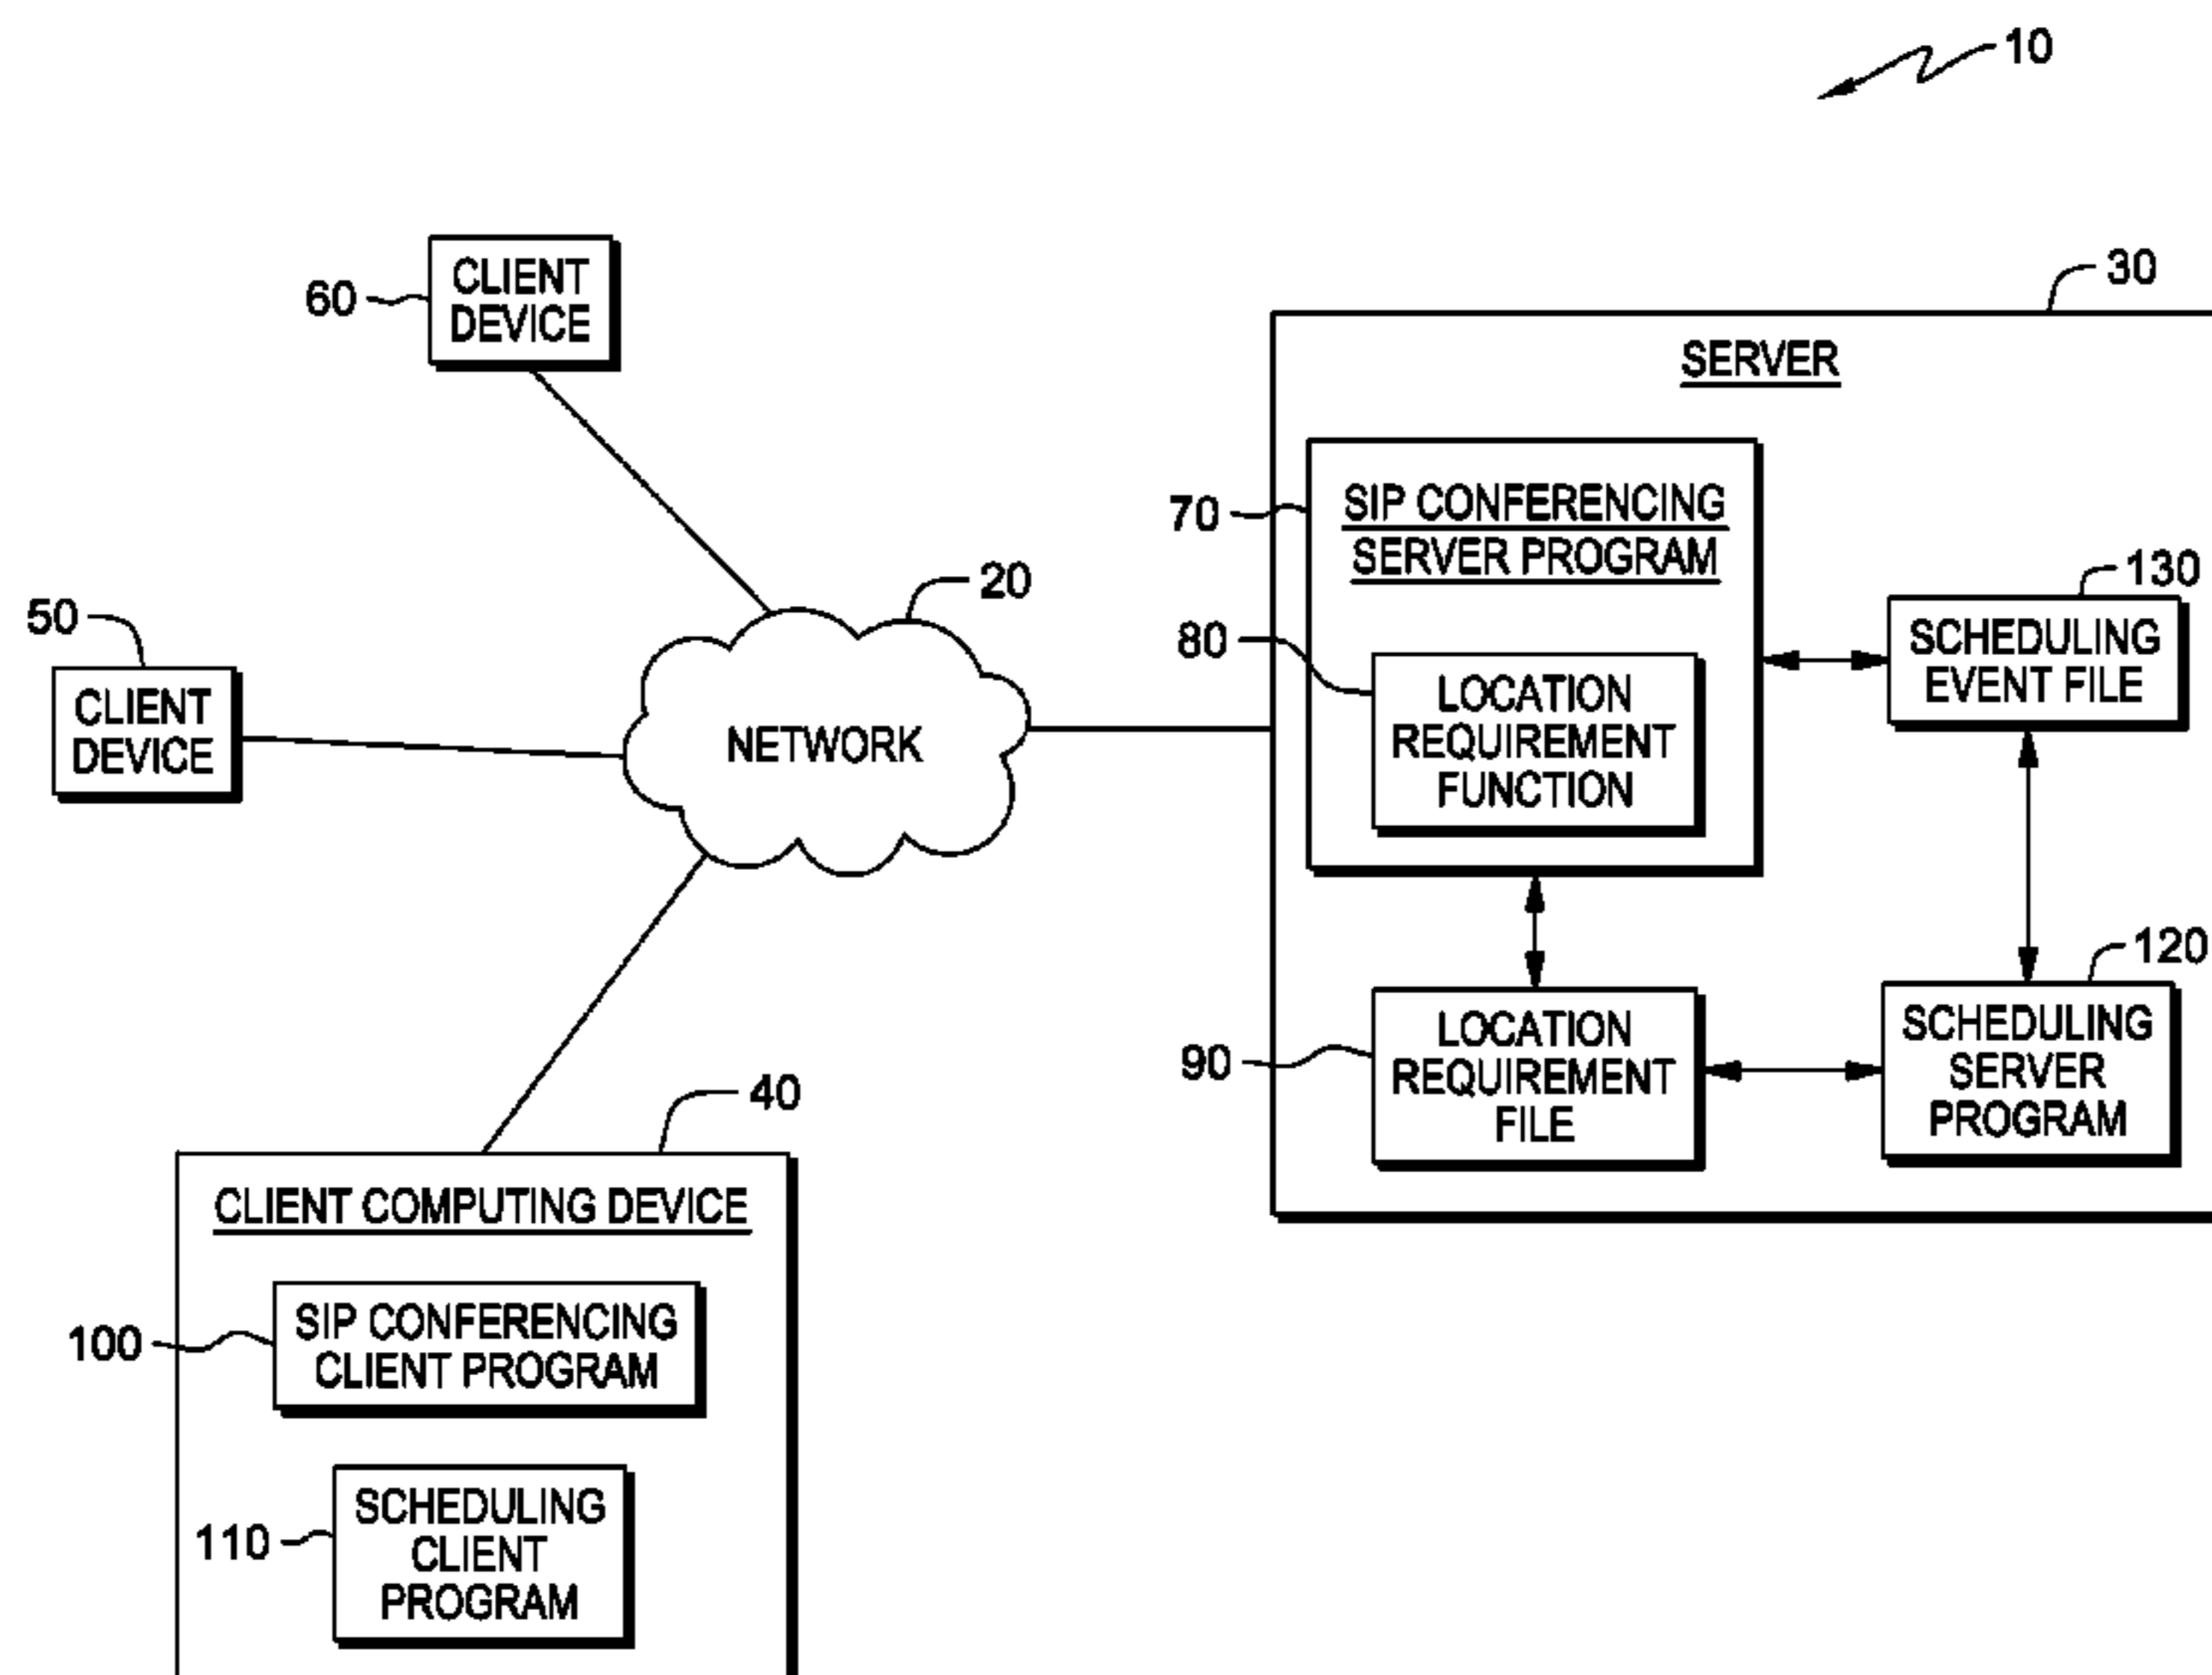 10
CLIENT
DEVICE
60
30
SERVER
SIP CONFERENCING
SERVER PROGRAM
70
LOCATION
REQUIREMENT
FUNCTION
80
130
SCHEDULING
EVENT FILE
20
NETWORK
50
CLIENT
DEVICE
90
LOCATION
REQUIREMENT
FILE
120
SCHEDULING
SERVER
PROGRAM
40
CLIENT COMPUTING DEVICE
100
SIP CONFERENCING
CLIENT PROGRAM
110
SCHEDULING
CLIENT
PROGRAM